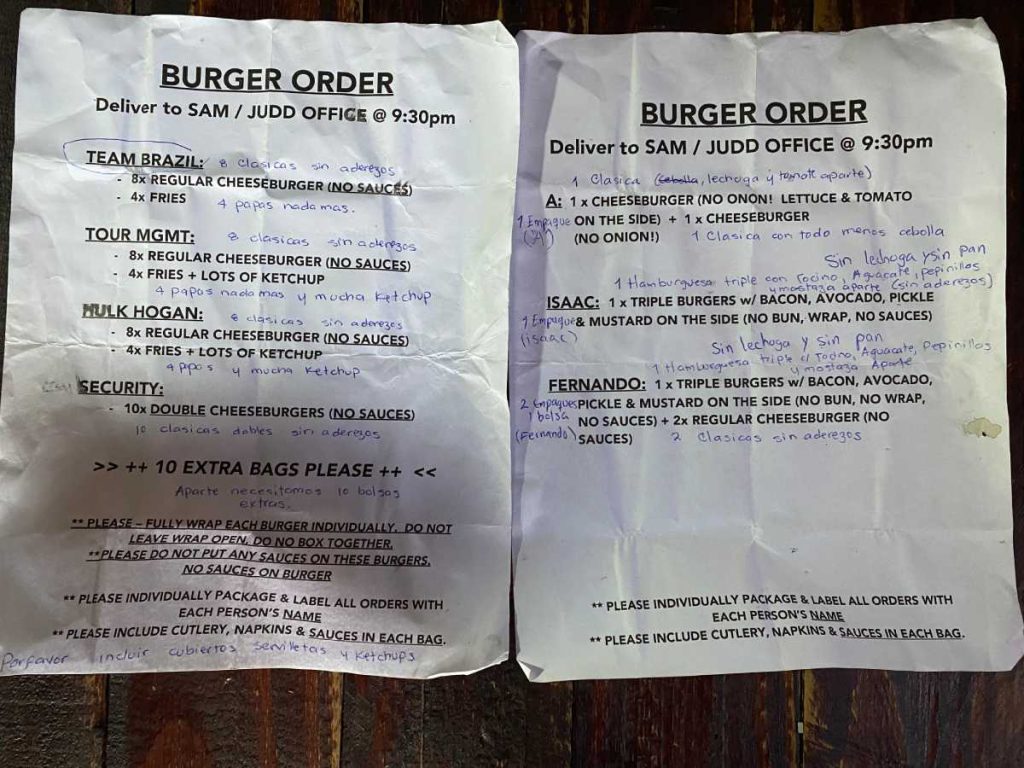 BURGER ORDER
Deliver to SAM / JUDD OFFICE @ 9:30pm
TEAM BRAZIL: 8 clasicas sin aderezos
- 8x REGULAR CHEESEBURGER (NO SAUCES)
- 4x FRIES 4 papas nadamas.
TOUR MGMT: 8 clasicas sin aderezos
- 8x REGULAR CHEESEBURGER (NO SAUCES)
- 4x FRIES + LOTS OF KETCHUP
4 papas nadamas y mucha Ketchup
HULK HOGAN: 8 clasicas sin aderezos
- 8x REGULAR CHEESEBURGER (NO SAUCES)
- 4x FRIES + LOTS OF KETCHUP
4 papas y mucha Ketchup
SECURITY:
- 10x DOUBLE CHEESEBURGERS (NO SAUCES)
10 clasicas dobles sin aderezos
>> ++ 10 EXTRA BAGS PLEASE ++ <<
Aparte necesitamos 10 bolsas
extras.
** PLEASE – FULLY WRAP EACH BURGER INDIVIDUALLY. DO NOT
LEAVE WRAP OPEN, DO NO BOX TOGETHER.
**PLEASE DO NOT PUT ANY SAUCES ON THESE BURGERS.
NO SAUCES ON BURGER
** PLEASE INDIVIDUALLY PACKAGE & LABEL ALL ORDERS WITH
EACH PERSON'S NAME
** PLEASE INCLUDE CUTLERY, NAPKINS & SAUCES IN EACH BAG.
Porfavor incluir cubiertos servilletas y Ketchups
BURGER ORDER
Deliver to SAM / JUDD OFFICE @ 9:30pm
1 Clasica (cebolla, lechoga y tomate aparte)
A: 1 x CHEESEBURGER (NO ONON! LETTUCE & TOMATO
1 Empaque ON THE SIDE) + 1 x CHEESEBURGER
(A) (NO ONION!) 1 Clasica con todo menos cebolla
Sin lechoga y sin pan
1 Hamburguesa triple con Tocino, Aguacate, pepinillos
y mostaza aparte (sin aderezos)
ISAAC: 1 x TRIPLE BURGERS w/ BACON, AVOCADO, PICKLE
1 Empaque & MUSTARD ON THE SIDE (NO BUN, WRAP, NO SAUCES)
(isaac) Sin lechoga y sin pan
1 Hamburguesa triple c/ Tocino, Aguacate, Pepinillos
y mostaza Aparte
FERNANDO: 1 x TRIPLE BURGERS w/ BACON, AVOCADO,
2 Empaques PICKLE & MUSTARD ON THE SIDE (NO BUN, NO WRAP,
1 bolsa NO SAUCES) + 2x REGULAR CHEESEBURGER (NO
(Fernando) SAUCES) 2 Clasicas sin aderezos
** PLEASE INDIVIDUALLY PACKAGE & LABEL ALL ORDERS WITH
EACH PERSON'S NAME
** PLEASE INCLUDE CUTLERY, NAPKINS & SAUCES IN EACH BAG.